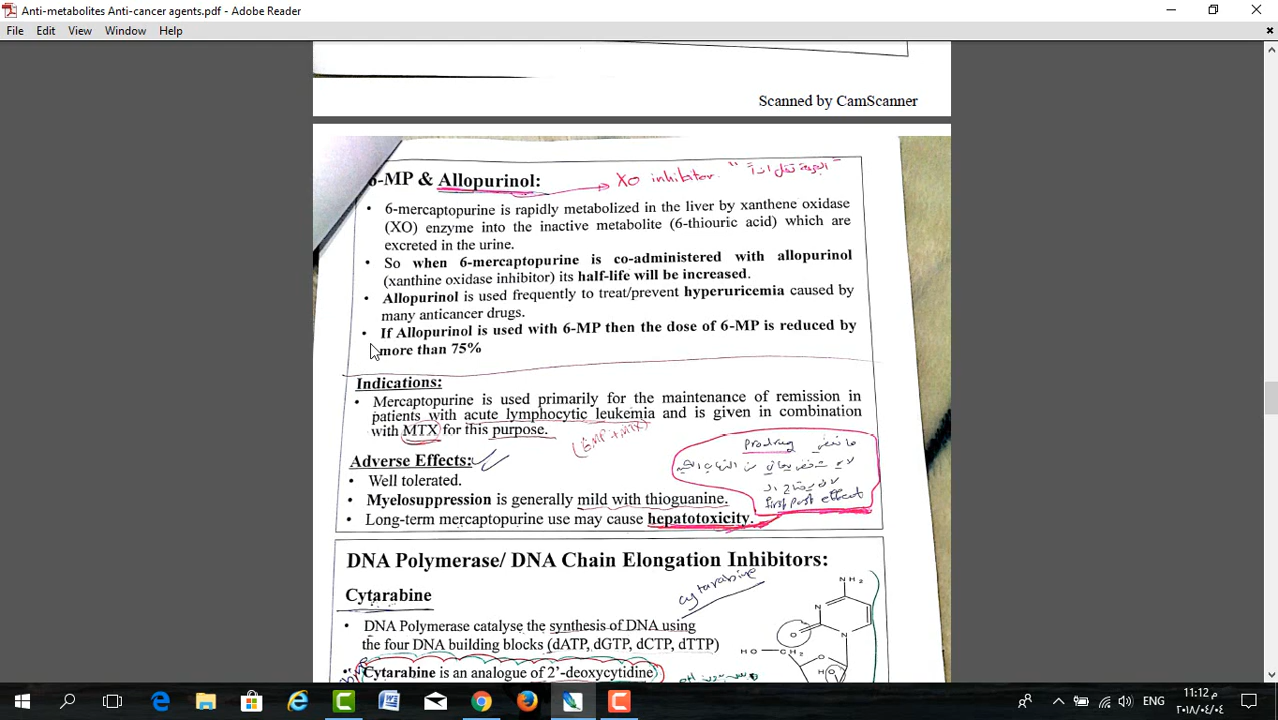 Anti-metabolites Anti-cancer agents.pdf - Adobe Reader
File Edit View Window Help
Scanned by CamScanner
6-MP & Allopurinol:
XO inhibitor.
6-mercaptopurine is rapidly metabolized in the liver by xanthene oxidase
(XO) enzyme into the inactive metabolite (6-thiouric acid) which are
excreted in the urine.
So when 6-mercaptopurine is co-administered with allopurinol
(xanthine oxidase inhibitor) its half-life will be increased.
Allopurinol is used frequently to treat/prevent hyperuricemia caused by
many anticancer drugs.
If Allopurinol is used with 6-MP then the dose of 6-MP is reduced by
more than 75%
Indications:
Mercaptopurine is used primarily for the maintenance of remission in
patients with acute lymphocytic leukemia and is given in combination
with MTX for this purpose.
(6MP+MTX)
Adverse Effects:
Well tolerated.
Myelosuppression is generally mild with thioguanine.
Long-term mercaptopurine use may cause hepatotoxicity.
Prodrug
first past effect
DNA Polymerase/ DNA Chain Elongation Inhibitors:
Cytarabine
cytarabine
DNA Polymerase catalyse the synthesis of DNA using
the four DNA building blocks (dATP, dGTP, dCTP, dTTP)
Cytarabine is an analogue of 2'-deoxycytidine
NH2
N
O
N
HO CH2
O
ENG
م 11:12
٢٠١٨/٠٤/٠٤